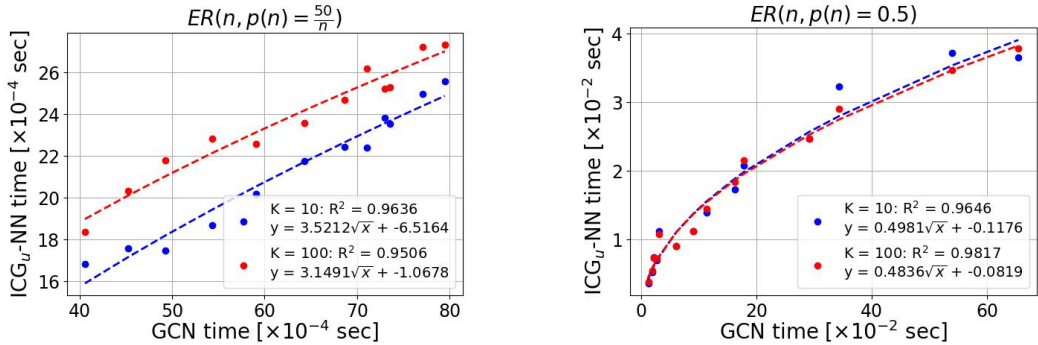 ER(n, p(n) = 50/n)
ICG_u-NN time [×10⁻⁴ sec]
26
24
22
20
18
16
K = 10: R² = 0.9636
y = 3.5212√x + -6.5164
K = 100: R² = 0.9506
y = 3.1491√x + -1.0678
40 50 60 70 80
GCN time [×10⁻⁴ sec]
ER(n, p(n) = 0.5)
ICG_u-NN time [×10⁻² sec]
4
3
2
1
K = 10: R² = 0.9646
y = 0.4981√x + -0.1176
K = 100: R² = 0.9817
y = 0.4836√x + -0.0819
0 20 40 60
GCN time [×10⁻² sec]